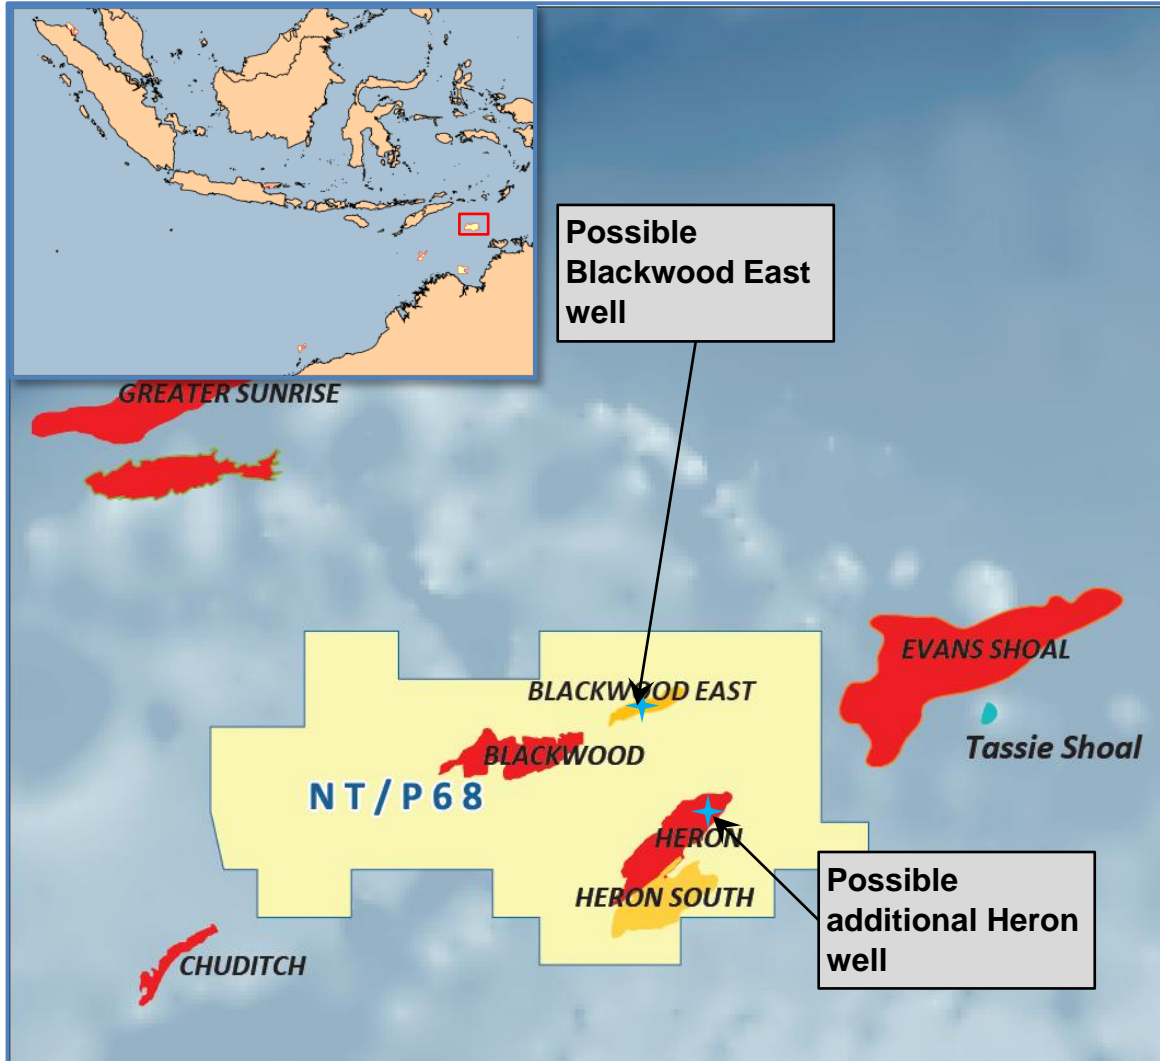 Possible
Blackwood East
well
GREATER SUNRISE
EVANS SHOAL
BLACKWOOD EAST
Tassie Shoal
BLACKWOOD
NT/P68
HERON
HERON SOUTH
Possible
additional Heron
well
CHUDITCH